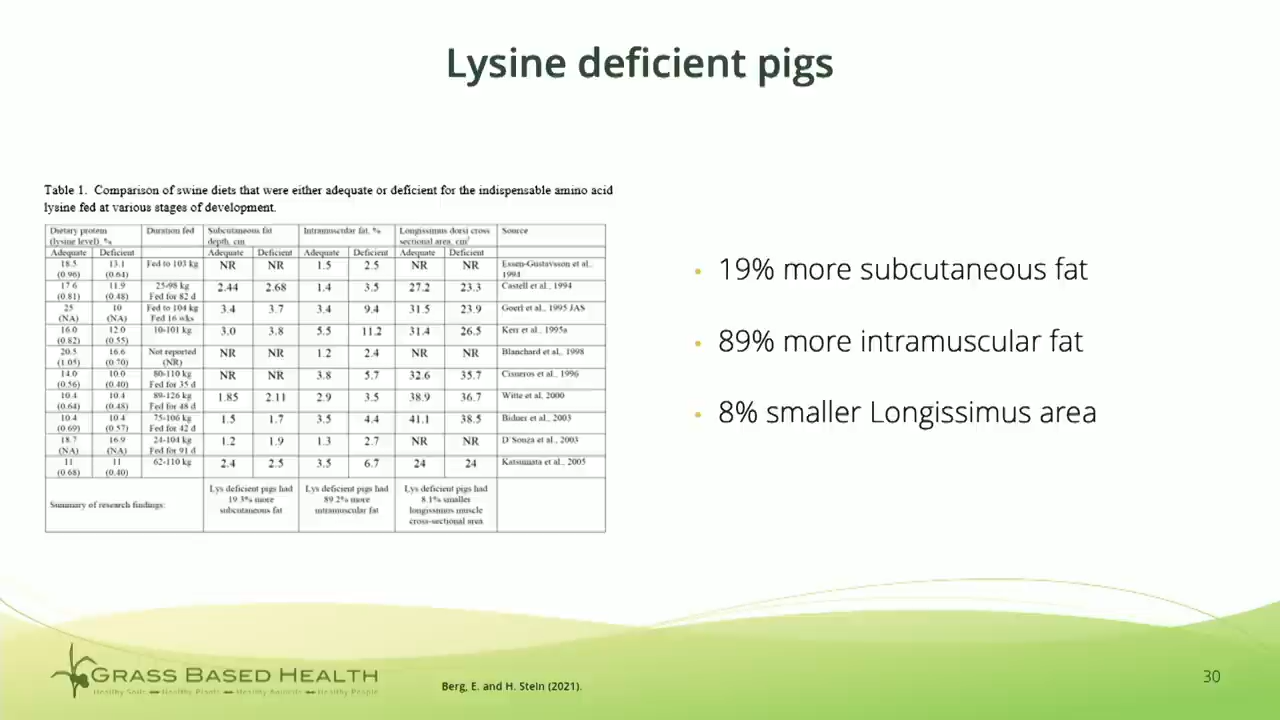 Lysine deficient pigs
Table 1. Comparison of swine diets that were either adequate or deficient for the indispensable amino acid
lysine fed at various stages of development.
Dietary protein (lysine level), % Duration fed Subcutaneous fat depth, cm Intramuscular fat, % Longissimus dorsi cross sectional area, cm² Source
Adequate Deficient Adequate Deficient Adequate Deficient Adequate Deficient
18.5 (0.96) 13.1 (0.64) Fed to 103 kg NR NR 1.5 2.5 NR NR Essen-Gustavsson et al., 1994
17.6 (0.81) 11.9 (0.48) 25-98 kg Fed for 82 d 2.44 2.68 1.4 3.5 27.2 23.3 Castell et al., 1994
25 (NA) 10 (NA) Fed to 104 kg Fed 16 wks 3.4 3.7 3.4 9.4 31.5 23.9 Goerl et al., 1995 JAS
16.0 (0.82) 12.0 (0.55) 10-101 kg 3.0 3.8 5.5 11.2 31.4 26.5 Kerr et al., 1995a
20.5 (1.05) 16.6 (0.70) Not reported (NR) NR NR 1.2 2.4 NR NR Blanchard et al., 1998
14.0 (0.56) 10.0 (0.40) 80-110 kg Fed for 35 d NR NR 3.8 5.7 32.6 35.7 Cisneros et al., 1996
10.4 (0.64) 10.4 (0.48) 89-126 kg Fed for 48 d 1.85 2.11 2.9 3.5 38.9 36.7 Witte et al., 2000
10.4 (0.69) 10.4 (0.57) 75-106 kg Fed for 42 d 1.5 1.7 3.5 4.4 41.1 38.5 Bidner et al., 2003
18.7 (NA) 16.9 (NA) 24-104 kg Fed for 91 d 1.2 1.9 1.3 2.7 NR NR D'Souza et al., 2003
11 (0.68) 11 (0.40) 62-110 kg 2.4 2.5 3.5 6.7 24 24 Katsumata et al., 2005
Summary of research findings: Lys deficient pigs had 19.3% more subcutaneous fat Lys deficient pigs had 89.2% more intramuscular fat Lys deficient pigs had 8.1% smaller longissimus muscle cross-sectional area
• 19% more subcutaneous fat
• 89% more intramuscular fat
• 8% smaller Longissimus area
GRASS BASED HEALTH
Healthy Soils Healthy Plants Healthy Animals Healthy People
Berg, E. and H. Stein (2021).
30